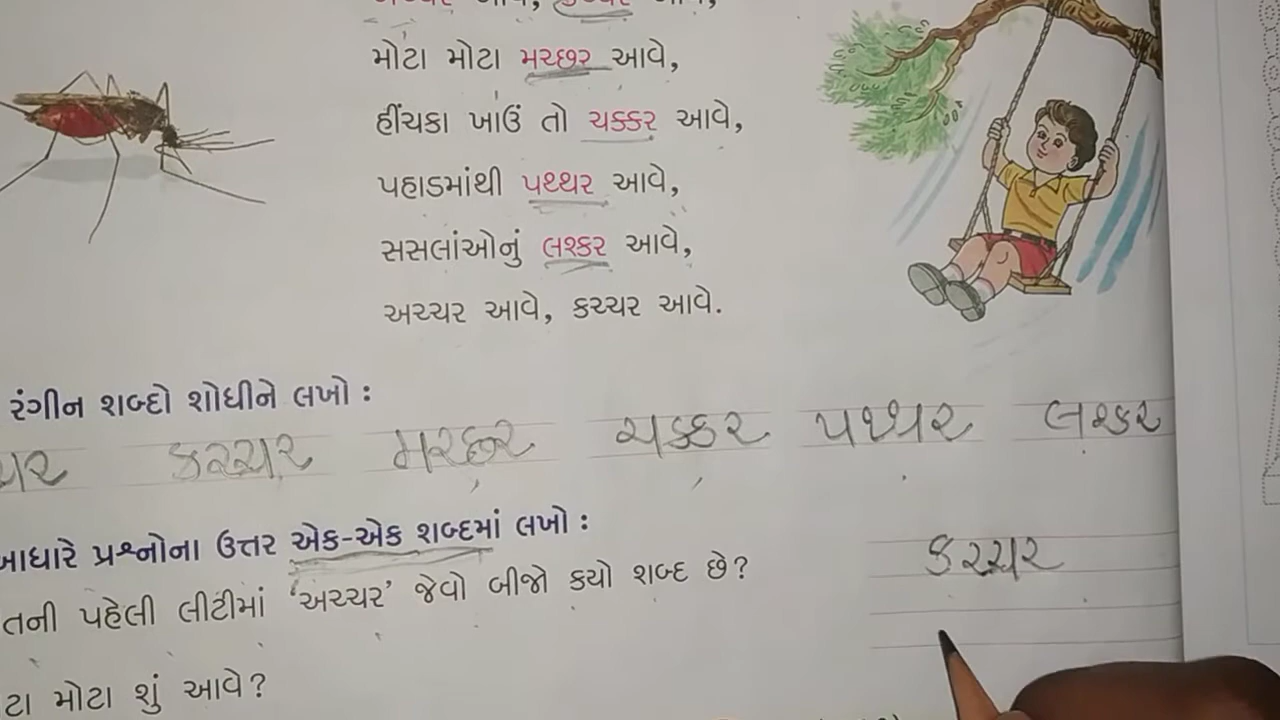 મોટા મોટા મચ્છર આવે,
હીંચકા ખાઉં તો ચક્કર આવે,
પહાડમાંથી પથ્થર આવે,
સસલાંઓનું લશ્કર આવે,
અચ્ચર આવે, કચ્ચર આવે.
રંગીન શબ્દો શોધીને લખો :
કચ્ચર મચ્છર ચક્કર પથ્થર લશ્કર
આધારે પ્રશ્નોના ઉત્તર એક-એક શબ્દમાં લખો :
તની પહેલી લીટીમાં ‘અચ્ચર’ જેવો બીજો કયો શબ્દ છે? કચ્ચર
ટા મોટા શું આવે?